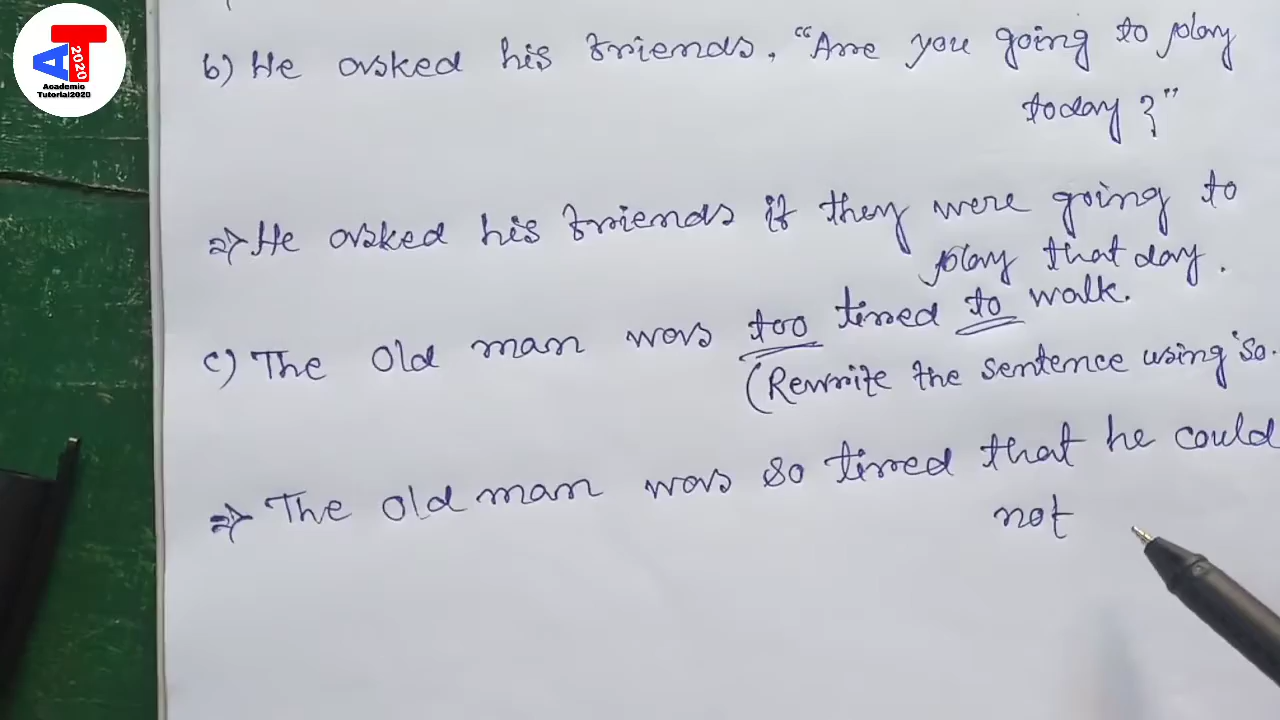 AT
2020
Academic
Tutorial2020
b) He asked his friends, "Are you going to play
today ?"
=> He asked his friends if they were going to
play that day.
c) The Old man was too tired to walk.
(Rewrite the sentence using 'So.
=> The Old man was so tired that he could
not